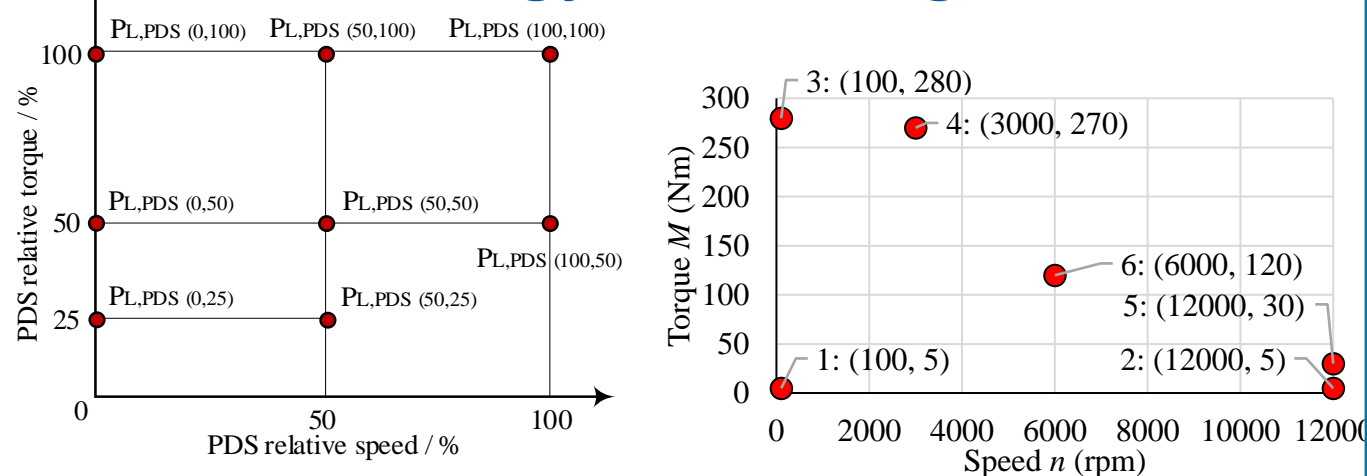 PL,PDS (0,100) PL,PDS (50,100) PL,PDS (100,100)
100
PL,PDS (0,50) PL,PDS (50,50)
50
PL,PDS (100,50)
PL,PDS (0,25) PL,PDS (50,25)
25
0
50 100
PDS relative torque / %
PDS relative speed / %
3: (100, 280)
300
4: (3000, 270)
250
200
150
6: (6000, 120)
100
5: (12000, 30)
50
1: (100, 5) 2: (12000, 5)
0
0 2000 4000 6000 8000 10000 12000
Torque M (Nm)
Speed n (rpm)